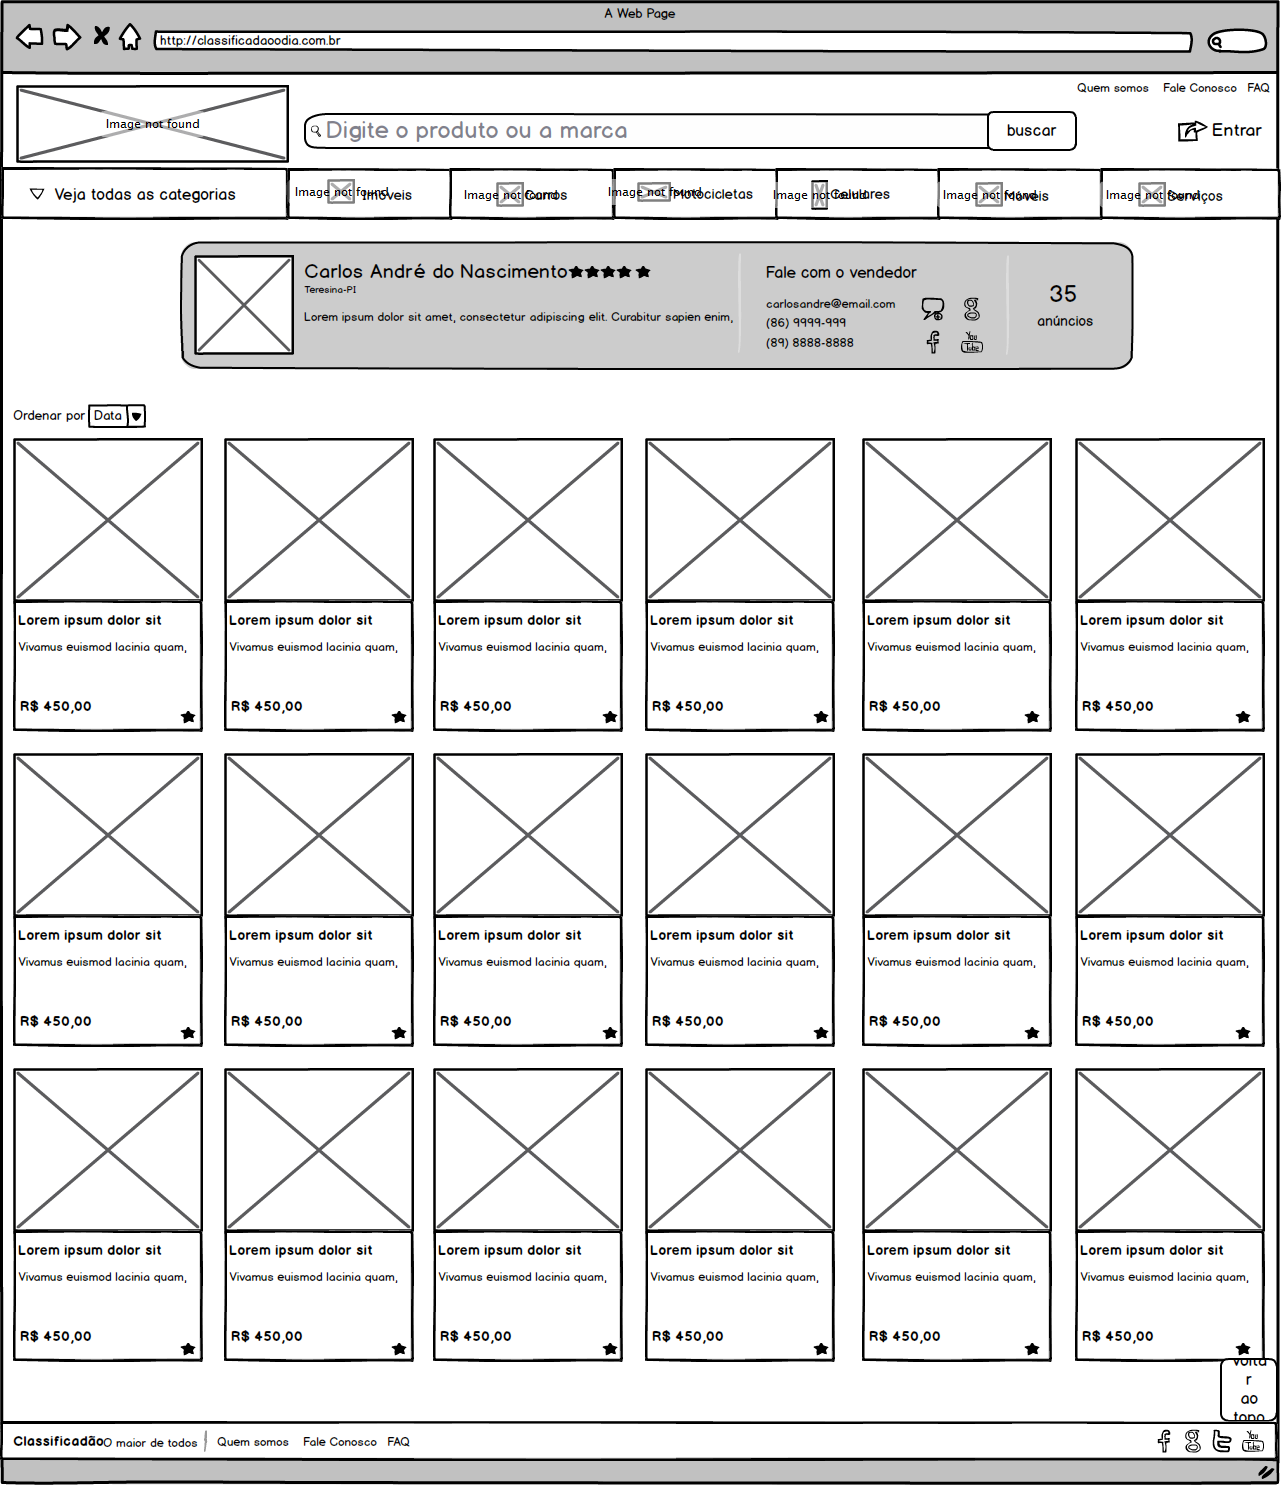 A Web Page
http://classificadaoodia.com.br
Quem somos Fale Conosco FAQ
Image not found
Digite o produto ou a marca
buscar
Entrar
Veja todas as categorias
Image not found Imóveis
Image not found Carros
Image not found Motocicletas
Image not found Celulares
Image not found Móveis
Image not found Serviços
Carlos André do Nascimento
Teresina-PI
Lorem ipsum dolor sit amet, consectetur adipiscing elit. Curabitur sapien enim,
Fale com o vendedor
carlosandre@email.com
(86) 9999-999
(89) 8888-8888
You
Tube
35
anúncios
Ordenar por Data
Lorem ipsum dolor sit Lorem ipsum dolor sit Lorem ipsum dolor sit Lorem ipsum dolor sit Lorem ipsum dolor sit Lorem ipsum dolor sit
Vivamus euismod lacinia quam, Vivamus euismod lacinia quam, Vivamus euismod lacinia quam, Vivamus euismod lacinia quam, Vivamus euismod lacinia quam, Vivamus euismod lacinia quam,
R$ 450,00 R$ 450,00 R$ 450,00 R$ 450,00 R$ 450,00 R$ 450,00
Lorem ipsum dolor sit Lorem ipsum dolor sit Lorem ipsum dolor sit Lorem ipsum dolor sit Lorem ipsum dolor sit Lorem ipsum dolor sit
Vivamus euismod lacinia quam, Vivamus euismod lacinia quam, Vivamus euismod lacinia quam, Vivamus euismod lacinia quam, Vivamus euismod lacinia quam, Vivamus euismod lacinia quam,
R$ 450,00 R$ 450,00 R$ 450,00 R$ 450,00 R$ 450,00 R$ 450,00
Lorem ipsum dolor sit Lorem ipsum dolor sit Lorem ipsum dolor sit Lorem ipsum dolor sit Lorem ipsum dolor sit Lorem ipsum dolor sit
Vivamus euismod lacinia quam, Vivamus euismod lacinia quam, Vivamus euismod lacinia quam, Vivamus euismod lacinia quam, Vivamus euismod lacinia quam, Vivamus euismod lacinia quam,
R$ 450,00 R$ 450,00 R$ 450,00 R$ 450,00 R$ 450,00 R$ 450,00
Volta
r
ao
topo
Classificadão O maior de todos Quem somos Fale Conosco FAQ
You
Tube